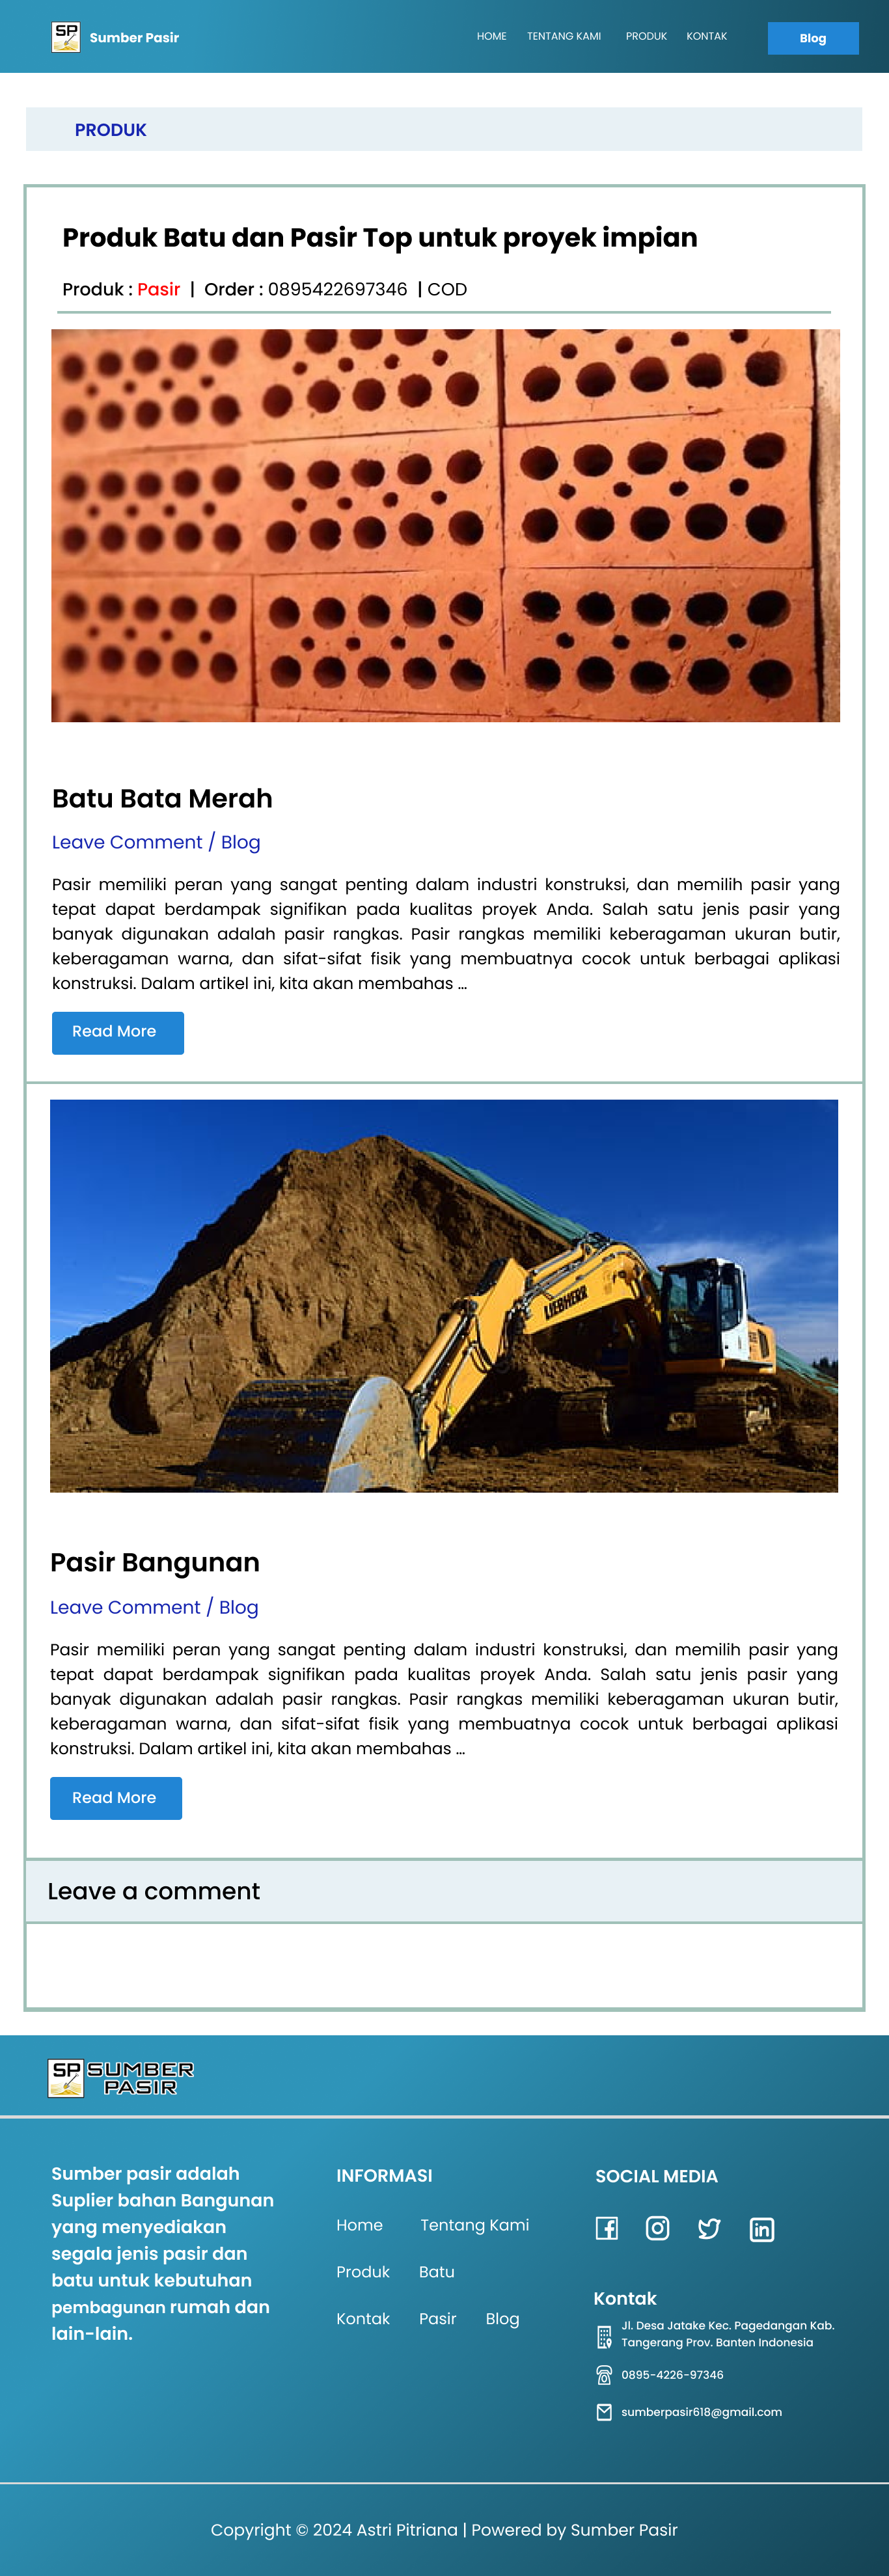 SP Sumber Pasir HOME TENTANG KAMI PRODUK KONTAK Blog
PRODUK
Produk Batu dan Pasir Top untuk proyek impian
Produk : Pasir | Order : 0895422697346 | COD
Batu Bata Merah
Leave Comment / Blog
Pasir memiliki peran yang sangat penting dalam industri konstruksi, dan memilih pasir yang
tepat dapat berdampak signifikan pada kualitas proyek Anda. Salah satu jenis pasir yang
banyak digunakan adalah pasir rangkas. Pasir rangkas memiliki keberagaman ukuran butir,
keberagaman warna, dan sifat-sifat fisik yang membuatnya cocok untuk berbagai aplikasi
konstruksi. Dalam artikel ini, kita akan membahas ...
Read More
LIEBHERR
Pasir Bangunan
Leave Comment / Blog
Pasir memiliki peran yang sangat penting dalam industri konstruksi, dan memilih pasir yang
tepat dapat berdampak signifikan pada kualitas proyek Anda. Salah satu jenis pasir yang
banyak digunakan adalah pasir rangkas. Pasir rangkas memiliki keberagaman ukuran butir,
keberagaman warna, dan sifat-sifat fisik yang membuatnya cocok untuk berbagai aplikasi
konstruksi. Dalam artikel ini, kita akan membahas ...
Read More
Leave a comment
SP SUMBER
PASIR
Sumber pasir adalah
Suplier bahan Bangunan
yang menyediakan
segala jenis pasir dan
batu untuk kebutuhan
pembagunan rumah dan
lain-lain.
INFORMASI
Home Tentang Kami
Produk Batu
Kontak Pasir Blog
SOCIAL MEDIA
Kontak
Jl. Desa Jatake Kec. Pagedangan Kab.
Tangerang Prov. Banten Indonesia
0895-4226-97346
sumberpasir618@gmail.com
Copyright © 2024 Astri Pitriana | Powered by Sumber Pasir